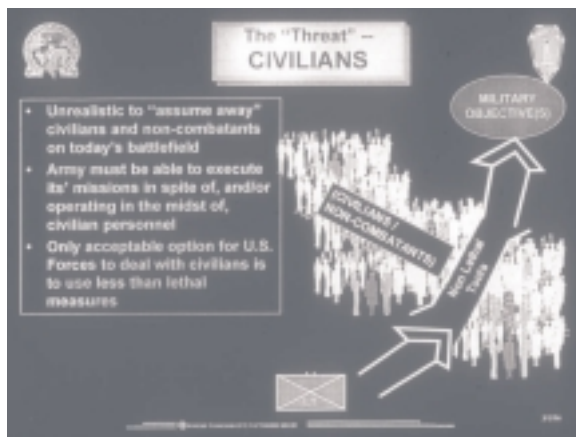 The "Threat" –
CIVILIANS
MILITARY
OBJECTIVE(S)
• Unrealistic to "assume away"
civilians and non-combatants
on today's battlefield
• Army must be able to execute
its' missions in spite of, and/or
operating in the midst of,
civilian personnel
• Only acceptable option for U.S.
Forces to deal with civilians is
to use less than lethal
measures
(CIVILIANS /
NON-COMBATANTS)
Non Lethal
Tools